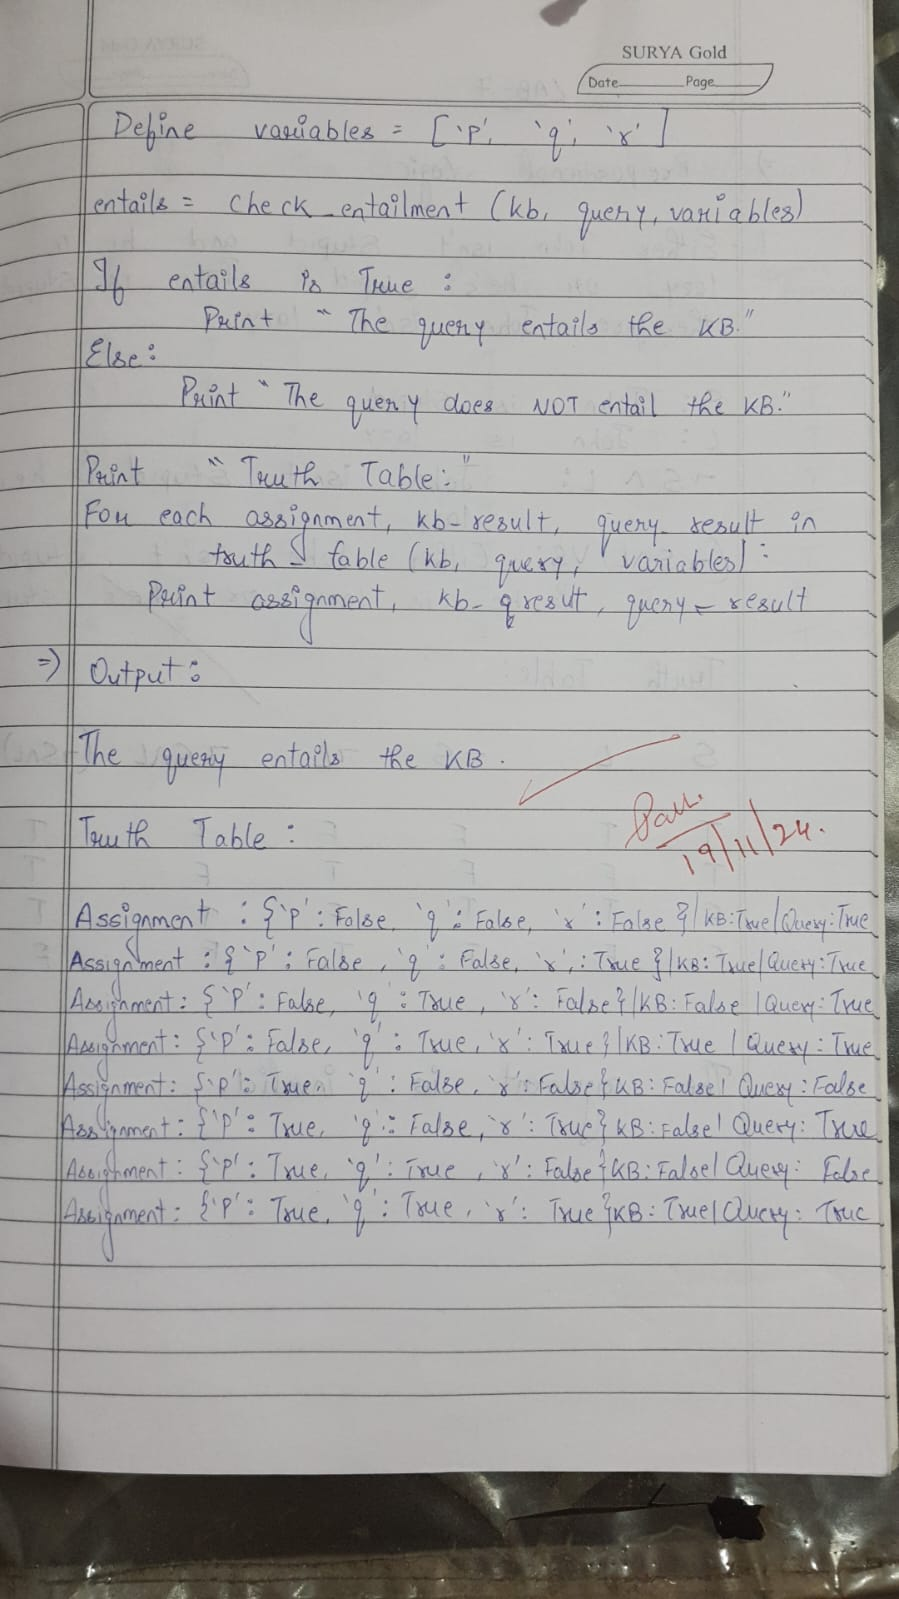 SURYA Gold
Date Page
Define variables = ['p', 'q', 'r']
entails = Check_entailment (kb, query, variables)
If entails is True :
Print "The query entails the KB."
Else :
Print "The query does NOT entail the KB."
Print "Truth Table:"
For each assignment, kb-result, query-result in
truth_table (kb, query, variables) :
Print assignment, kb-q result, query-result
=> Output :
The query entails the KB .
Truth Table :
19/11/24.
Assignment : {'p' : False, 'q' : False, 'r' : False }| KB:True|Query:True
Assignment : {'p' : False, 'q' : False, 'r', : True }|KB: True|Query:True
Assignment : {'p' : False, 'q' : True, 'r' : False}|KB: False |Query: True
Assignment : {'p' : False, 'q' : True, 'r' : True}|KB: True | Query : True
Assignment : {'p' : True, 'q' : False, 'r' : False}KB: False| Query : False
Assignment : {'p' : True, 'q : False, 'r' : True}KB: False| Query: True
Assignment : {'p' : True, 'q' : True, 'r' : False}KB: False| Query: False
Assignment : {'p' : True, 'q' : True, 'r' : True}KB : True| Query: True